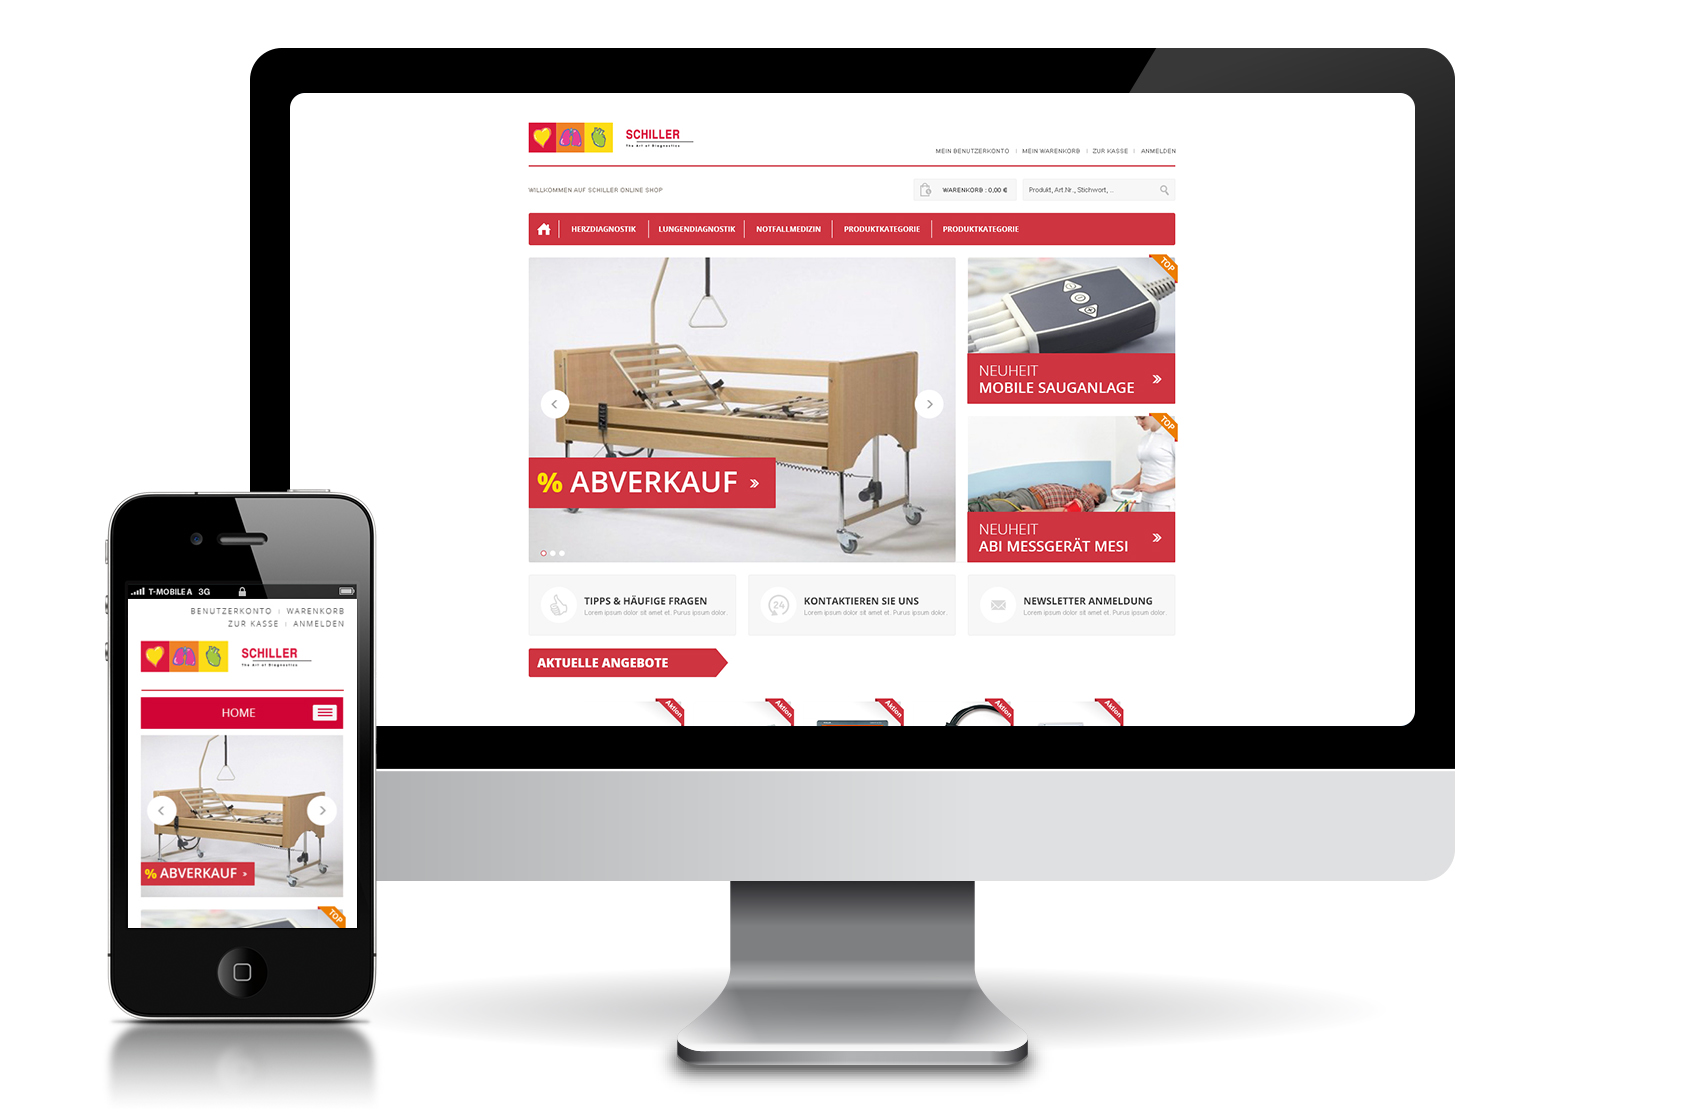 SCHILLER
The Art of Diagnostics
MEIN BENUTZERKONTO | MEIN WARENKORB | ZUR KASSE | ANMELDEN
WILLKOMMEN AUF SCHILLER ONLINE SHOP
WARENKORB : 0,00 €
Produkt, Art.Nr., Stichwort, ...
HERZDIAGNOSTIK
LUNGENDIAGNOSTIK
NOTFALLMEDIZIN
PRODUKTKATEGORIE
PRODUKTKATEGORIE
% ABVERKAUF
TOP
NEUHEIT
MOBILE SAUGANLAGE
TOP
NEUHEIT
ABI MESSGERÄT MESI
TIPPS & HÄUFIGE FRAGEN
Lorem ipsum dolor sit amet et. Purus ipsum dolor.
24
KONTAKTIEREN SIE UNS
Lorem ipsum dolor sit amet et. Purus ipsum dolor.
NEWSLETTER ANMELDUNG
Lorem ipsum dolor sit amet et. Purus ipsum dolor.
AKTUELLE ANGEBOTE
Aktion
Aktion
Aktion
Aktion
Aktion
T-MOBILE A 3G
BENUTZERKONTO | WARENKORB
ZUR KASSE | ANMELDEN
SCHILLER
The Art of Diagnostics
HOME
% ABVERKAUF
TOP